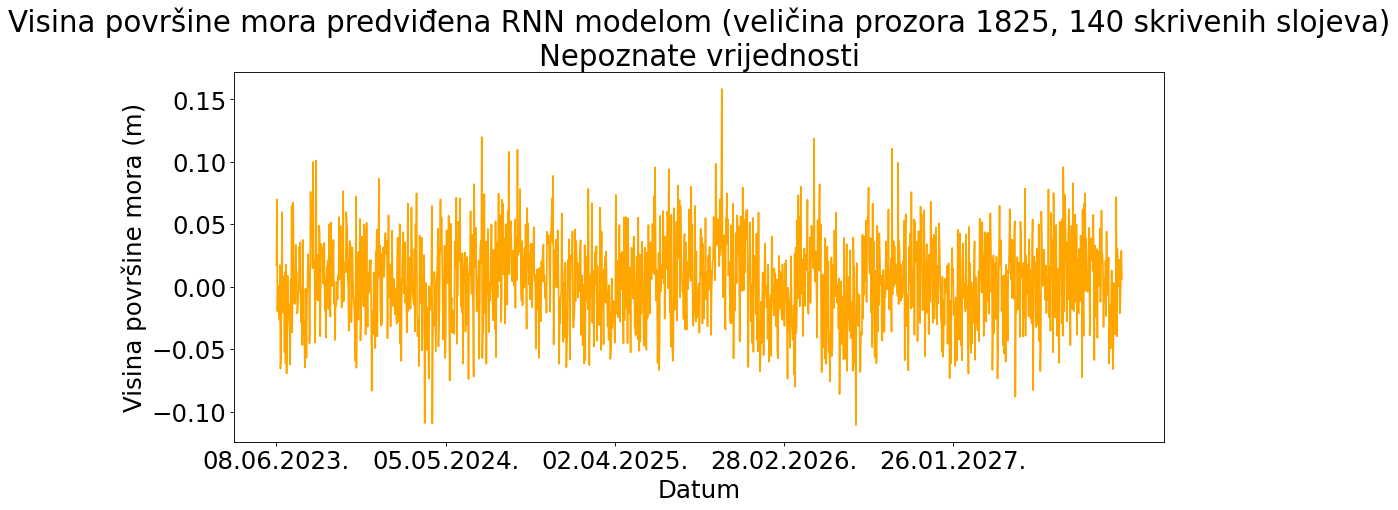 Visina površine mora predviđena RNN modelom (veličina prozora 1825, 140 skrivenih slojeva)
Nepoznate vrijednosti
Visina površine mora (m)
0.15
0.10
0.05
0.00
−0.05
−0.10
08.06.2023. 05.05.2024. 02.04.2025. 28.02.2026. 26.01.2027.
Datum